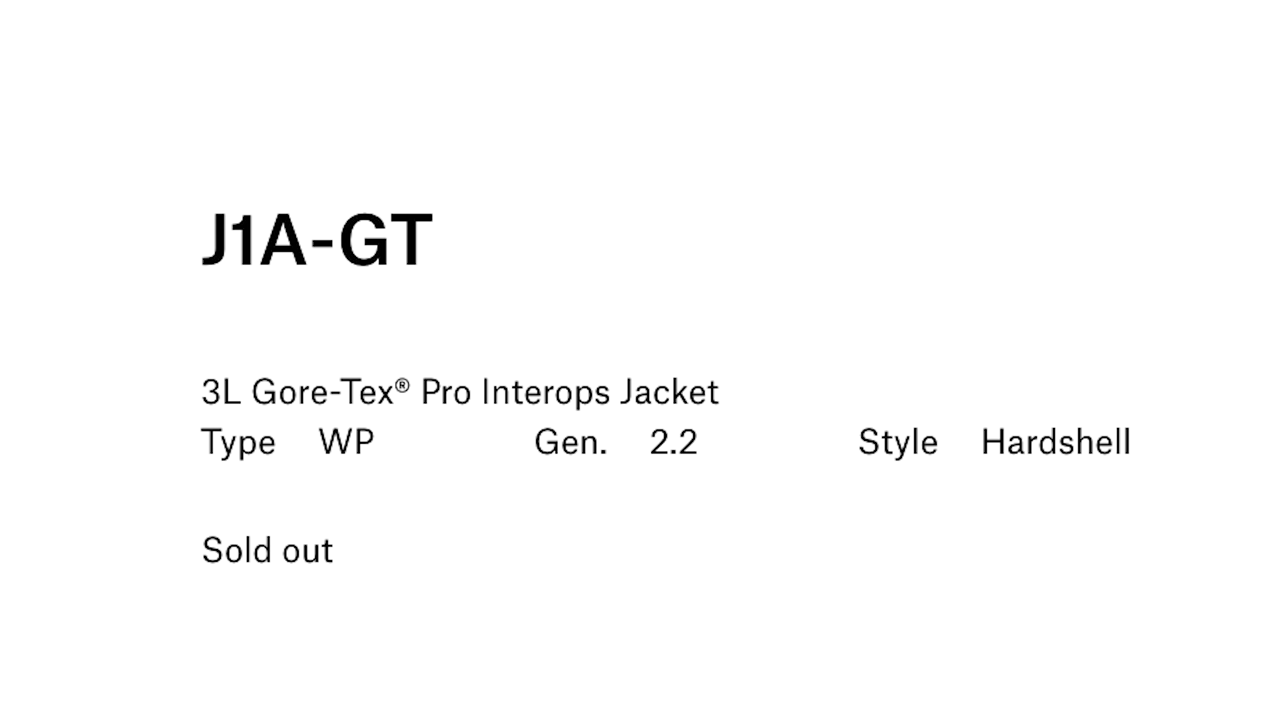 J1A-GT
3L Gore-Tex® Pro Interops Jacket
Type WP Gen. 2.2 Style Hardshell
Sold out